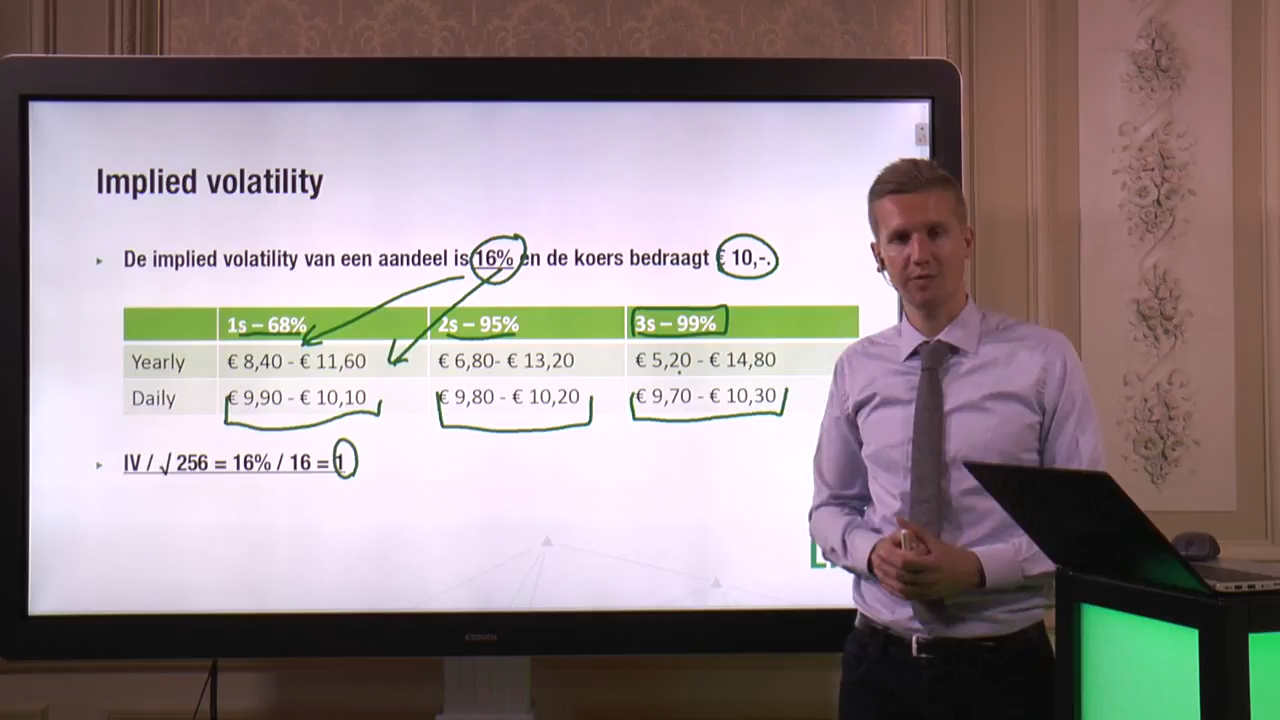 Implied volatility
De implied volatility van een aandeel is 16% en de koers bedraagt € 10,-.
1s – 68% 2s – 95% 3s – 99%
Yearly € 8,40 - € 11,60 € 6,80- € 13,20 € 5,20 - € 14,80
Daily € 9,90 - € 10,10 € 9,80 - € 10,20 € 9,70 - € 10,30
IV / √ 256 = 16% / 16 = 1
CTOUCH